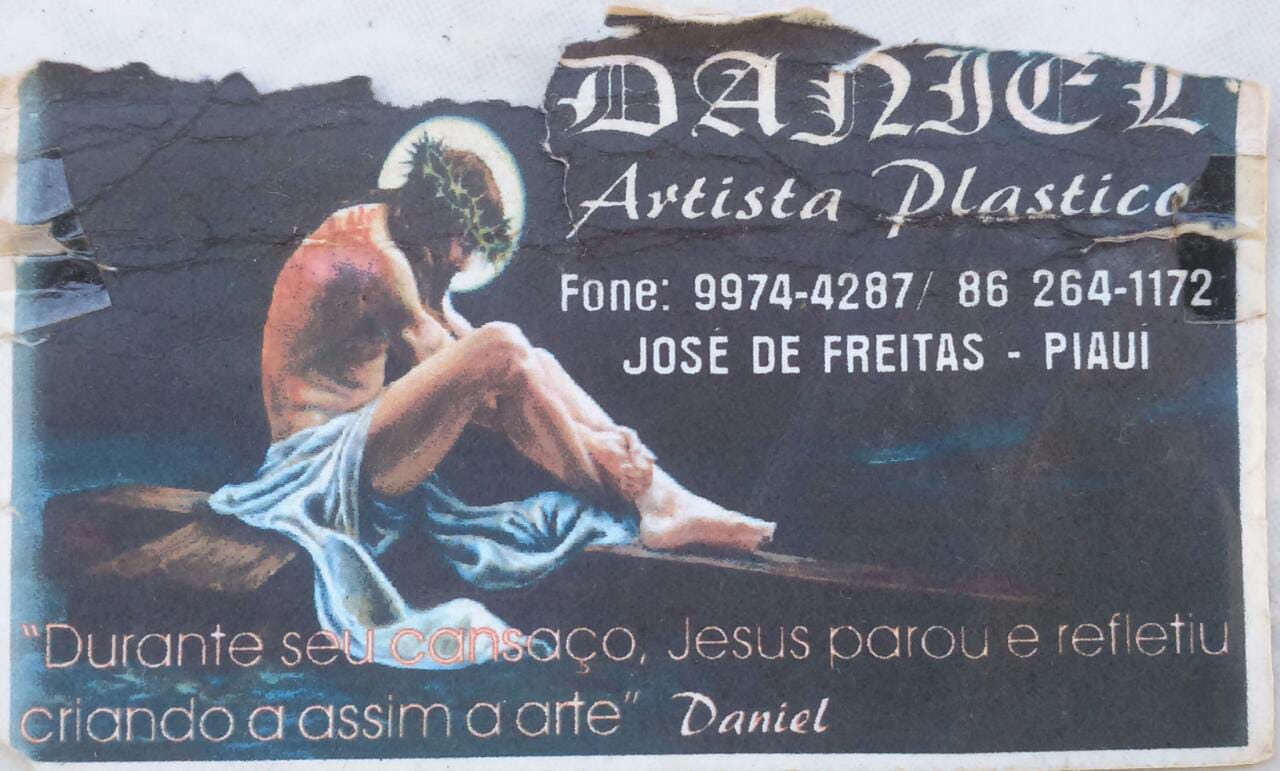 DANIEL
Artista Plastico
Fone: 9974-4287/ 86 264-1172
JOSÉ DE FREITAS - PIAUÍ
"Durante seu cansaço, Jesus parou e refletiu
criando a assim a arte" Daniel